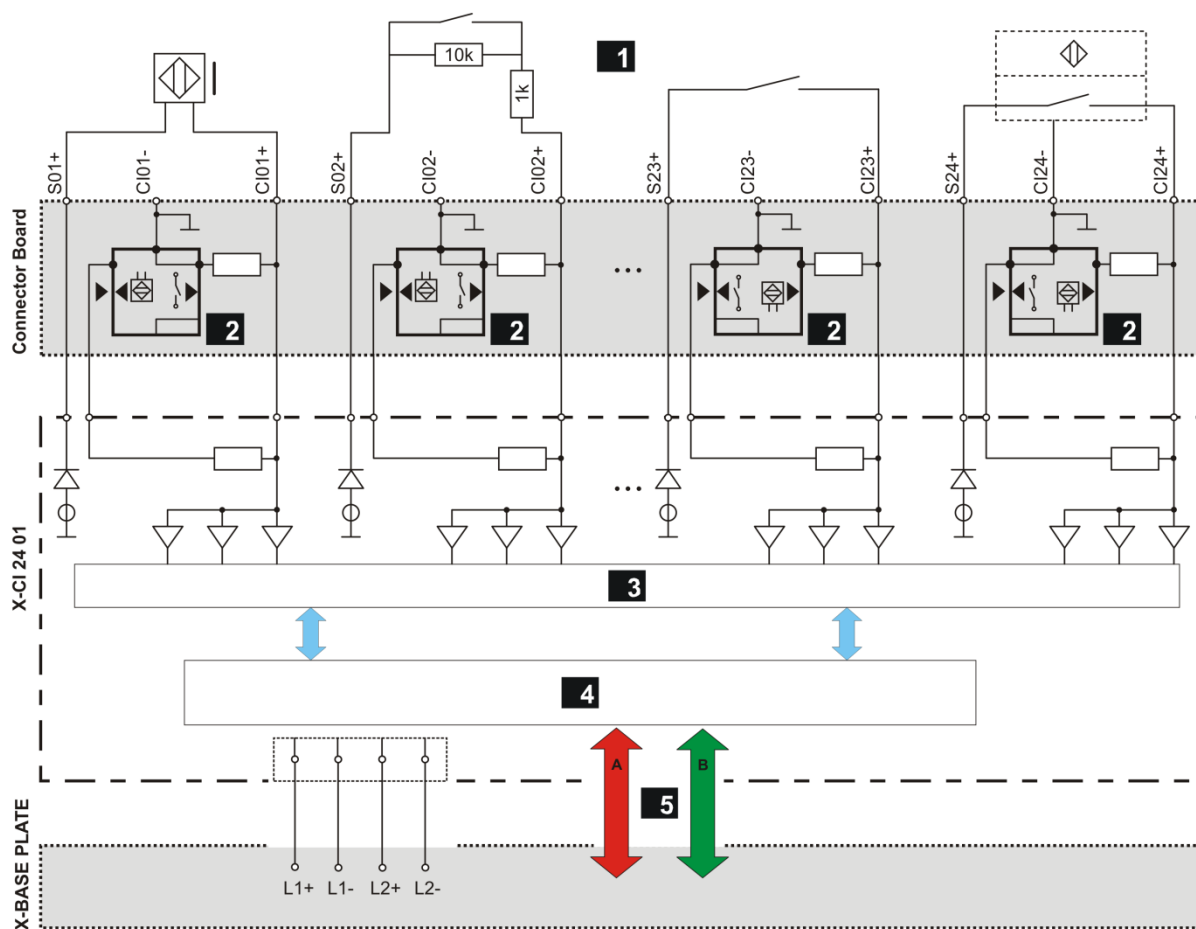 1
10k
1k
S01+
CI01-
CI01+
S02+
CI02-
CI02+
S23+
CI23-
CI23+
S24+
CI24-
CI24+
Connector Board
2
2
...
2
2
X-CI 24 01
...
3
4
A
B
5
X-BASE PLATE
L1+ L1- L2+ L2-